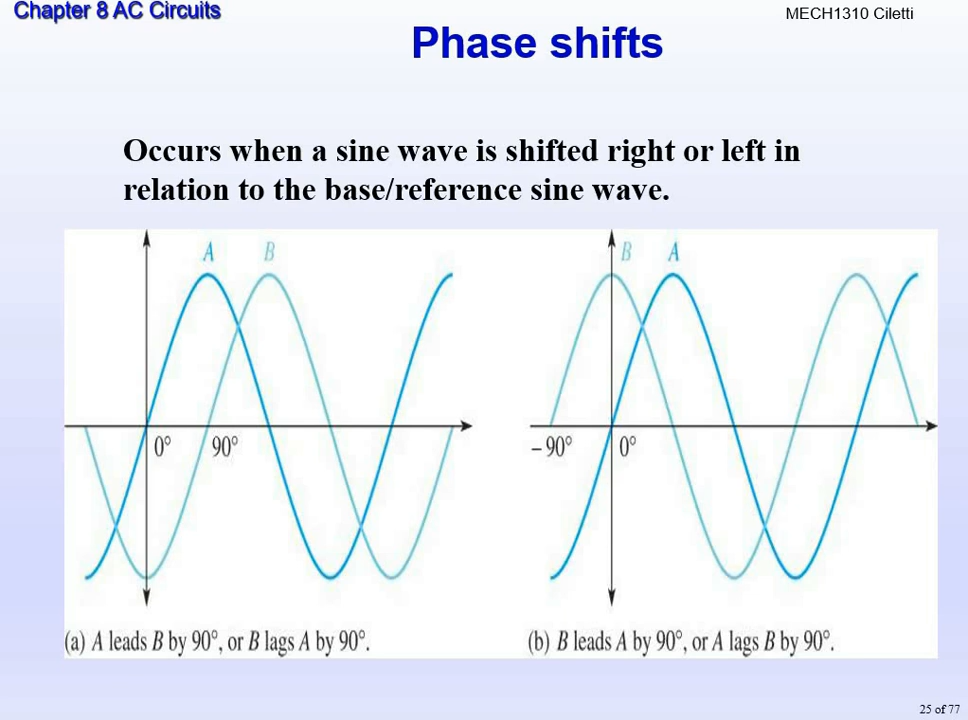 Chapter 8 AC Circuits
MECH1310 Ciletti
Phase shifts
Occurs when a sine wave is shifted right or left in
relation to the base/reference sine wave.
A B
0° 90°
(a) A leads B by 90°, or B lags A by 90°.
B A
–90° 0°
(b) B leads A by 90°, or A lags B by 90°.
25 of 77